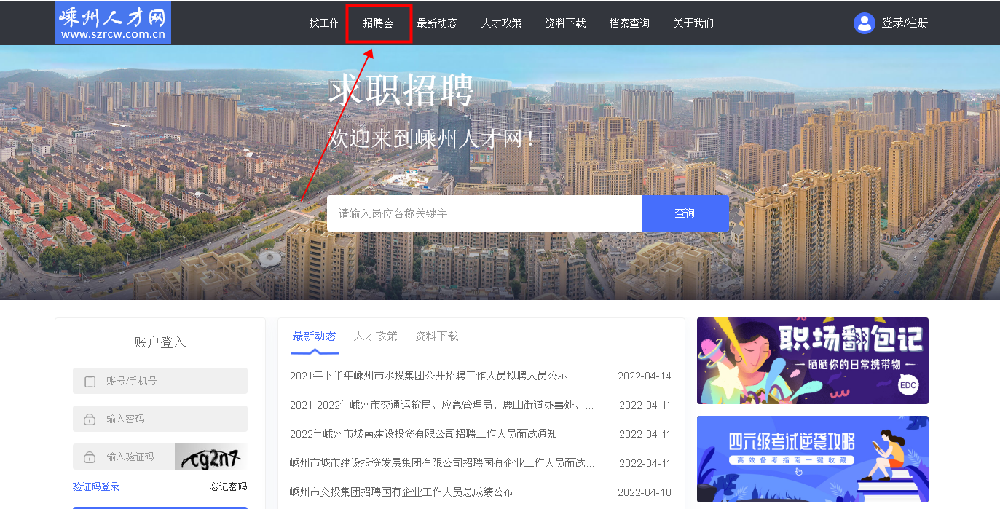 嵊州人才网
www.szrcw.com.cn
找工作 招聘会 最新动态 人才政策 资料下载 档案查询 关于我们 登录/注册
求职招聘
欢迎来到嵊州人才网！
请输入岗位名称关键字 查询
账户登入
账号/手机号
输入密码
输入验证码 cg2n7
验证码登录 忘记密码
最新动态 人才政策 资料下载
2021年下半年嵊州市水投集团公开招聘工作人员拟聘人员公示 2022-04-14
2021-2022年嵊州市交通运输局、应急管理局、鹿山街道办事处、... 2022-04-11
2022年嵊州市城南建设投资有限公司招聘工作人员面试通知 2022-04-11
嵊州市城市建设投资发展集团有限公司招聘国有企业工作人员面试... 2022-04-11
嵊州市交投集团招聘国有企业工作人员总成绩公布 2022-04-10
职场翻包记
晒晒你的日常携带物
EDC
四六级考试逆袭攻略
高效备考指南一键收藏